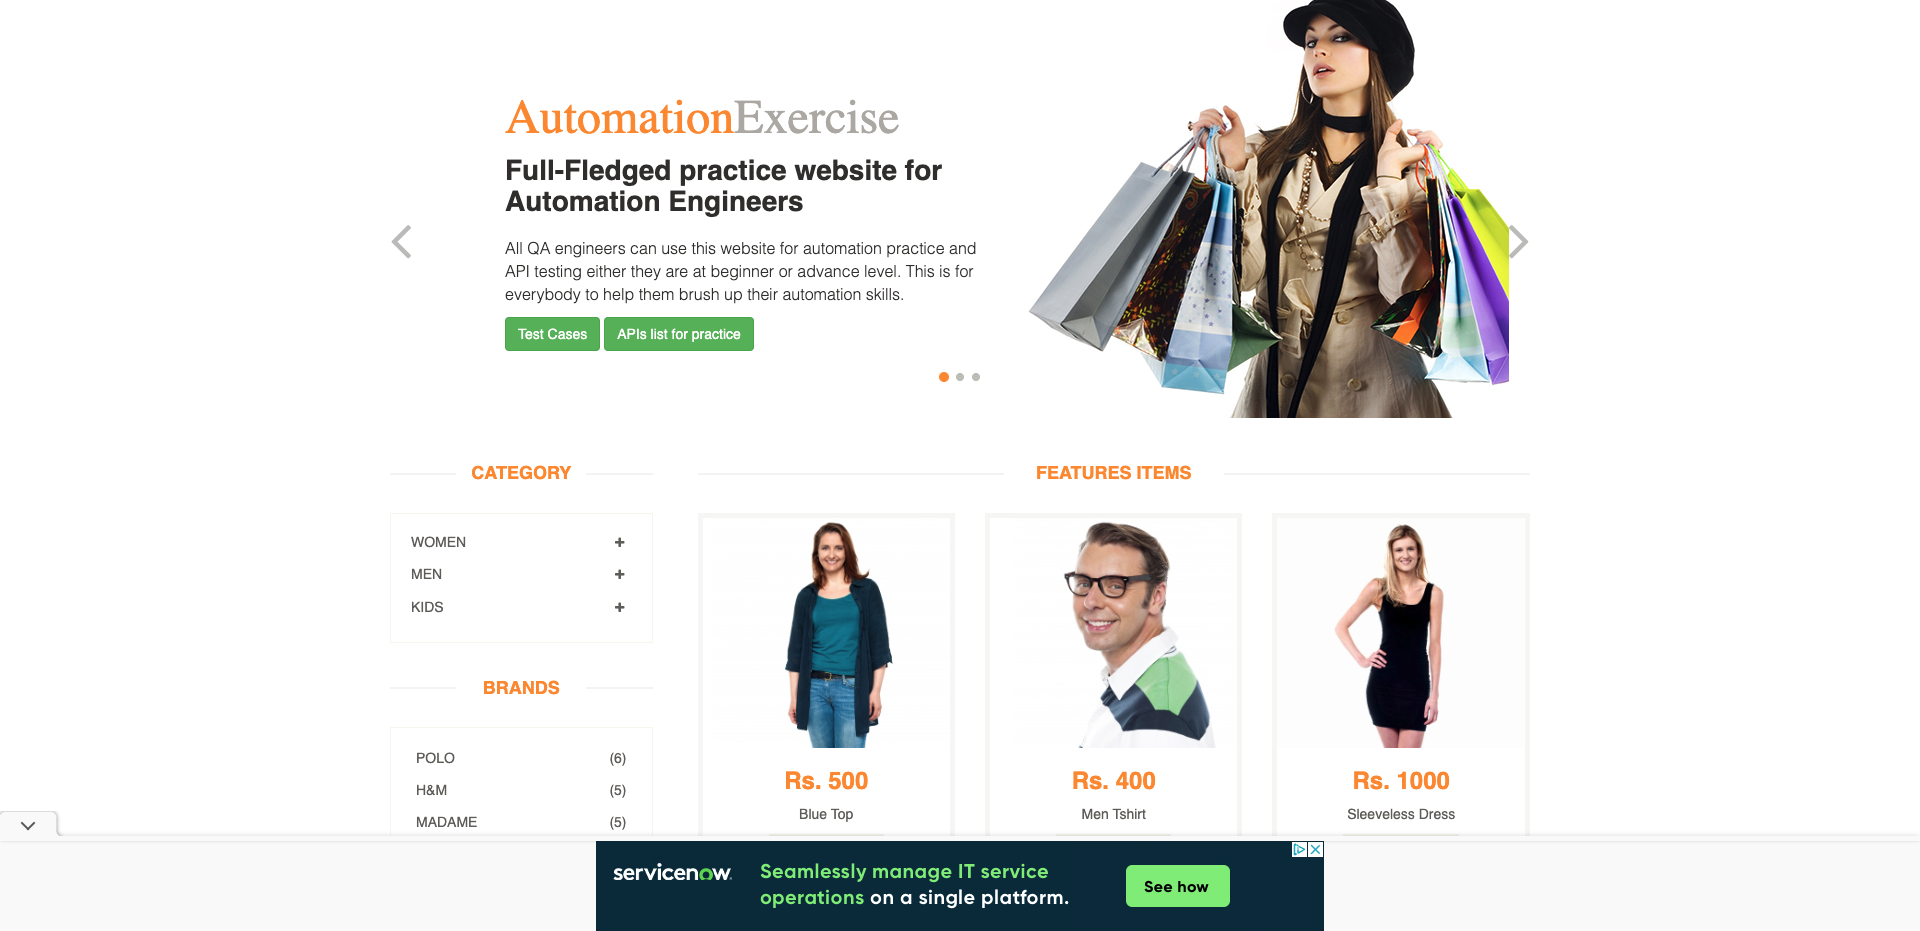 AutomationExercise
Full-Fledged practice website for
Automation Engineers
All QA engineers can use this website for automation practice and
API testing either they are at beginner or advance level. This is for
everybody to help them brush up their automation skills.
Test Cases
APIs list for practice
CATEGORY
WOMEN
MEN
KIDS
BRANDS
POLO (6)
H&M (5)
MADAME (5)
FEATURES ITEMS
Rs. 500
Blue Top
Rs. 400
Men Tshirt
Rs. 1000
Sleeveless Dress
servicenow
Seamlessly manage IT service
operations on a single platform.
See how